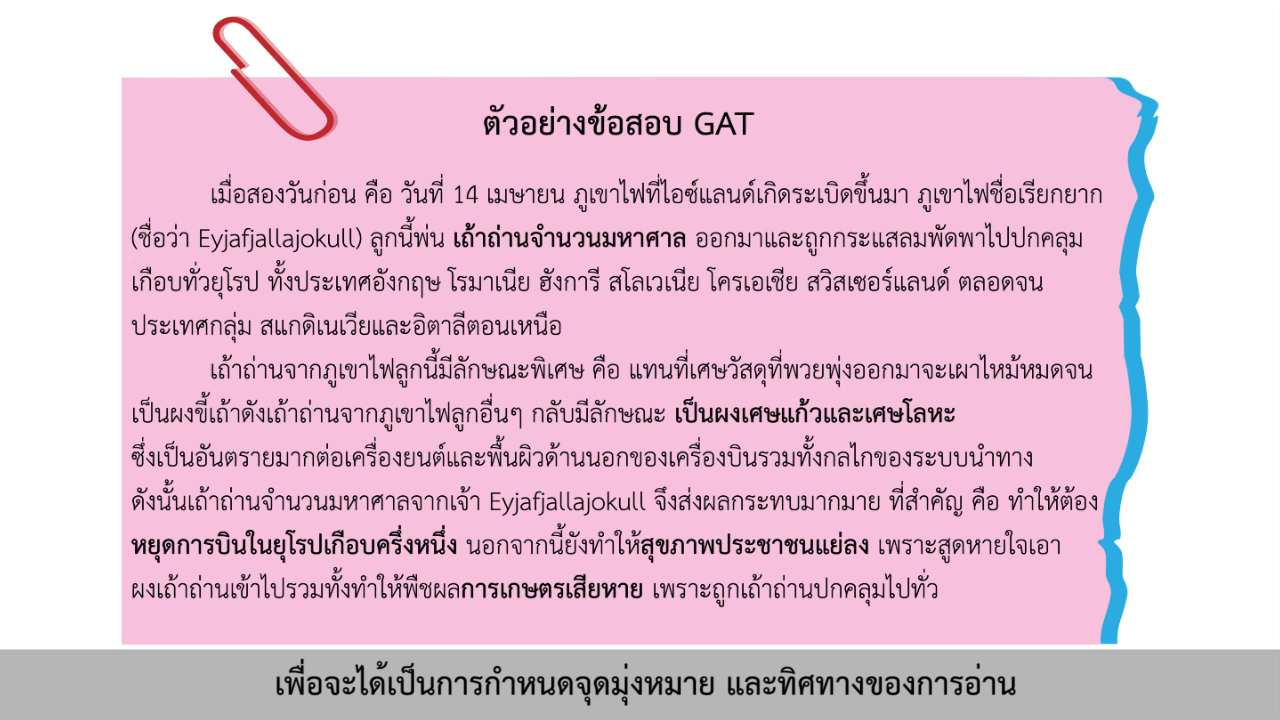 ตัวอย่างข้อสอบ GAT
เมื่อสองวันก่อน คือ วันที่ 14 เมษายน ภูเขาไฟที่ไอซ์แลนด์เกิดระเบิดขึ้นมา ภูเขาไฟชื่อเรียกยาก
(ชื่อว่า Eyjafjallajokull) ลูกนี้พ่น เถ้าถ่านจำนวนมหาศาล ออกมาและถูกกระแสลมพัดพาไปปกคลุม
เกือบทั่วยุโรป ทั้งประเทศอังกฤษ โรมาเนีย ฮังการี สโลเวเนีย โครเอเชีย สวิสเซอร์แลนด์ ตลอดจน
ประเทศกลุ่ม สแกดิเนเวียและอิตาลีตอนเหนือ
เถ้าถ่านจากภูเขาไฟลูกนี้มีลักษณะพิเศษ คือ แทนที่เศษวัสดุที่พวยพุ่งออกมาจะเผาไหม้หมดจน
เป็นผงขี้เถ้าดังเถ้าถ่านจากภูเขาไฟลูกอื่นๆ กลับมีลักษณะ เป็นผงเศษแก้วและเศษโลหะ
ซึ่งเป็นอันตรายมากต่อเครื่องยนต์และพื้นผิวด้านนอกของเครื่องบินรวมทั้งกลไกของระบบนำทาง
ดังนั้นเถ้าถ่านจำนวนมหาศาลจากเจ้า Eyjafjallajokull จึงส่งผลกระทบมากมาย ที่สำคัญ คือ ทำให้ต้อง
หยุดการบินในยุโรปเกือบครึ่งหนึ่ง นอกจากนี้ยังทำให้สุขภาพประชาชนแย่ลง เพราะสูดหายใจเอา
ผงเถ้าถ่านเข้าไปรวมทั้งทำให้พืชผลการเกษตรเสียหาย เพราะถูกเถ้าถ่านปกคลุมไปทั่ว
เพื่อจะได้เป็นการกำหนดจุดมุ่งหมาย และทิศทางของการอ่าน